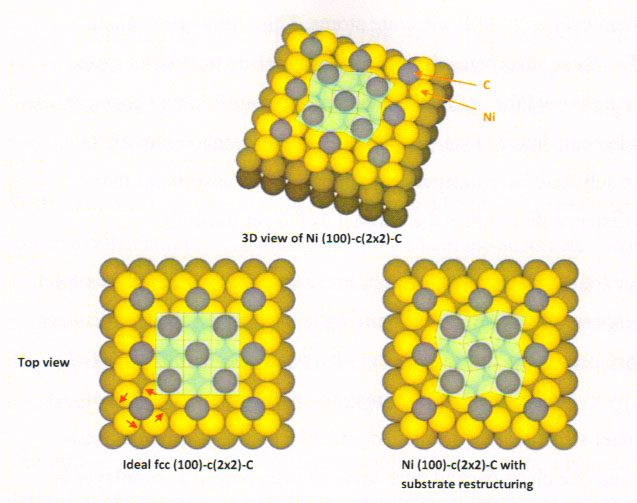 C
Ni
3D view of Ni (100)-c(2x2)-C
Top view
Ideal fcc (100)-c(2x2)-C
Ni (100)-c(2x2)-C with
substrate restructuring